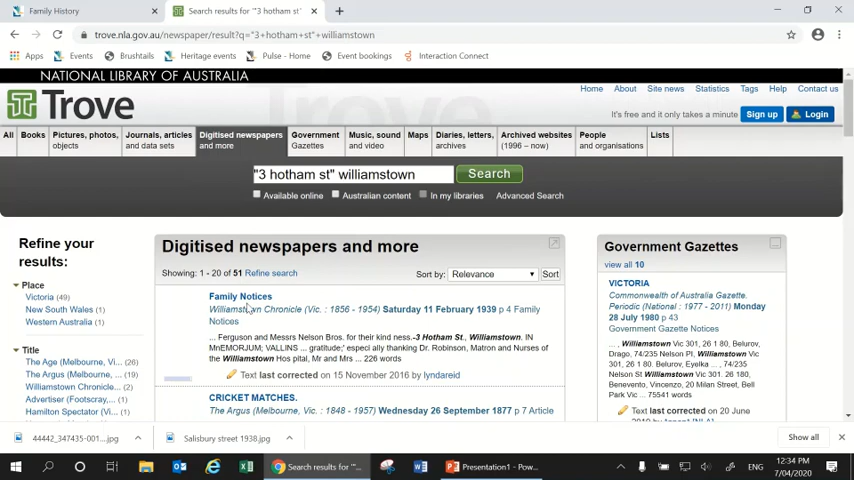 Family History
Search results for '"3 hotham st'
trove.nla.gov.au/newspaper/result?q="3+hotham+st"+williamstown
Apps
Events
Brushtails
Heritage events
Pulse - Home
Event bookings
Interaction Connect
NATIONAL LIBRARY OF AUSTRALIA
Home About Site news Statistics Tags Help Contact us
Trove
It's free and it only takes a minute Sign up Login
All Books Pictures, photos, objects Journals, articles and data sets Digitised newspapers and more Government Gazettes Music, sound and video Maps Diaries, letters, archives Archived websites (1996 – now) People and organisations Lists
"3 hotham st" williamstown Search
Available online Australian content In my libraries Advanced Search
Refine your results:
Place
Victoria (49)
New South Wales (1)
Western Australia (1)
Title
The Age (Melbourne, Vi... (26)
The Argus (Melbourne, ... (19)
Williamstown Chronicle... (2)
Advertiser (Footscray,... (1)
Hamilton Spectator (Vi... (1)
Digitised newspapers and more
Showing: 1 - 20 of 51 Refine search
Sort by: Relevance Sort
Family Notices
Williamstown Chronicle (Vic. : 1856 - 1954) Saturday 11 February 1939 p 4 Family
Notices
... Ferguson and Messrs Nelson Bros. for their kind ness.-3 Hotham St., Williamstown. IN
MnEMORJUM; VALLINS ... gratitude;' especi ally thanking Dr. Robinson, Matron and Nurses of
the Williamstown Hos pital, Mr and Mrs ... 226 words
Text last corrected on 15 November 2016 by lyndareid
CRICKET MATCHES.
The Argus (Melbourne, Vic. : 1848 - 1957) Wednesday 26 September 1877 p 7 Article
Government Gazettes
view all 10
VICTORIA
Commonwealth of Australia Gazette.
Periodic (National : 1977 - 2011) Monday
28 July 1980 p 43
Government Gazette Notices
... , Williamstown Vic 301, 26 1 80, Belurov,
Drago, 74/235 Nelson Pl, Williamstown Vic
301, 26 1 80. Belurov, Eyelka ... , 74/235
Nelson St Williamstown Vic 301. 26 180,
Benevento, Vincenzo, 20 Milan Street, Bell
Park Vic ... 75541 words
Text last corrected on 20 June
44442_347435-001....jpg
Salisbury street 1938.jpg
Show all
Search results for '"...
Presentation1 - Pow...
ENG
12:34 PM
7/04/2020